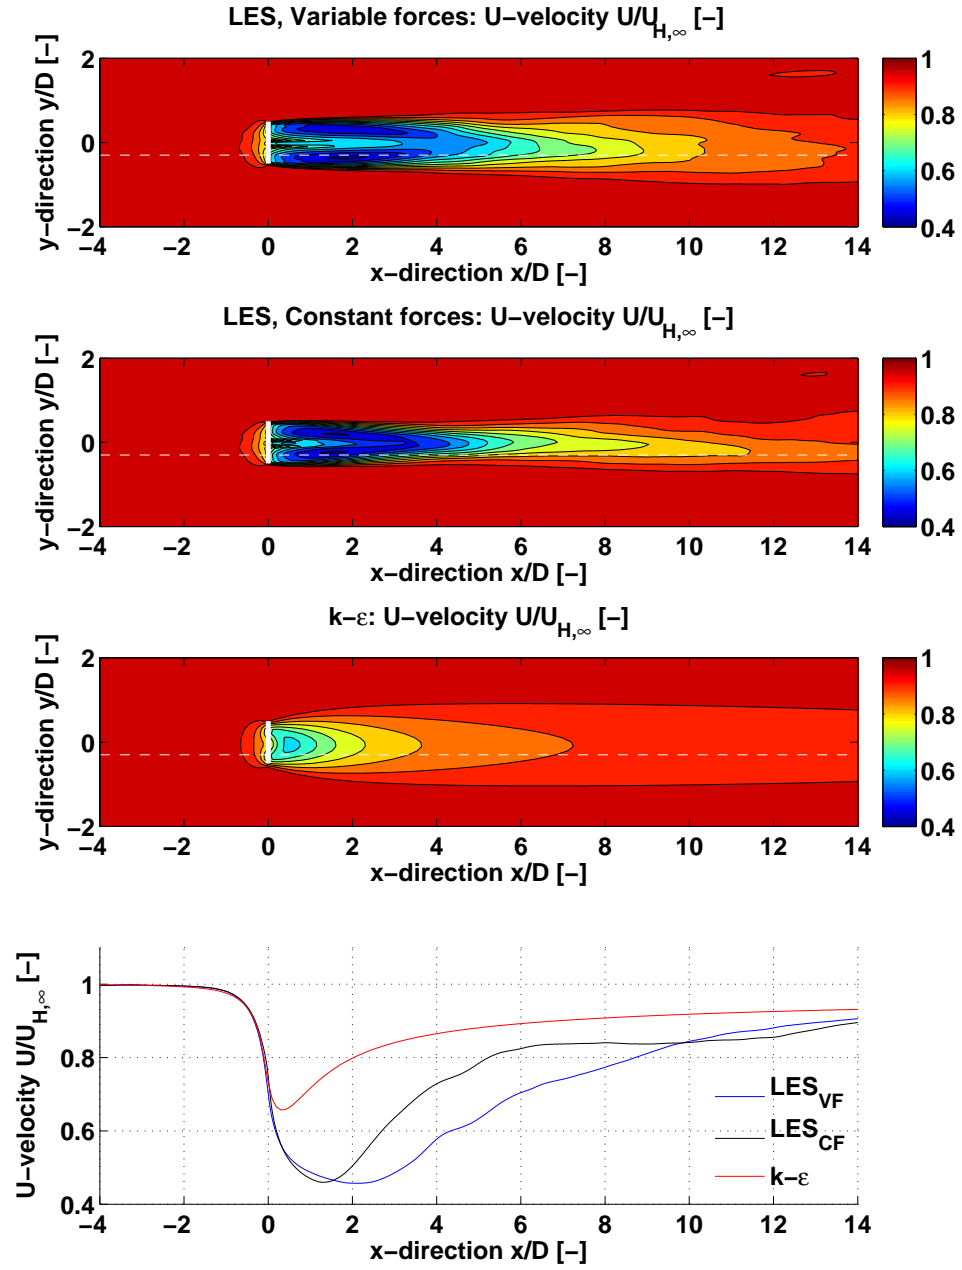 LES, Variable forces: U−velocity U/U_H,∞ [−]
y−direction y/D [−]
2
0
−2
−4 −2 0 2 4 6 8 10 12 14
x−direction x/D [−]
1
0.8
0.6
0.4
LES, Constant forces: U−velocity U/U_H,∞ [−]
y−direction y/D [−]
2
0
−2
−4 −2 0 2 4 6 8 10 12 14
x−direction x/D [−]
1
0.8
0.6
0.4
k−ε: U−velocity U/U_H,∞ [−]
y−direction y/D [−]
2
0
−2
−4 −2 0 2 4 6 8 10 12 14
x−direction x/D [−]
1
0.8
0.6
0.4
U−velocity U/U_H,∞ [−]
1
0.8
0.6
0.4
LES_VF
LES_CF
k−ε
−4 −2 0 2 4 6 8 10 12 14
x−direction x/D [−]